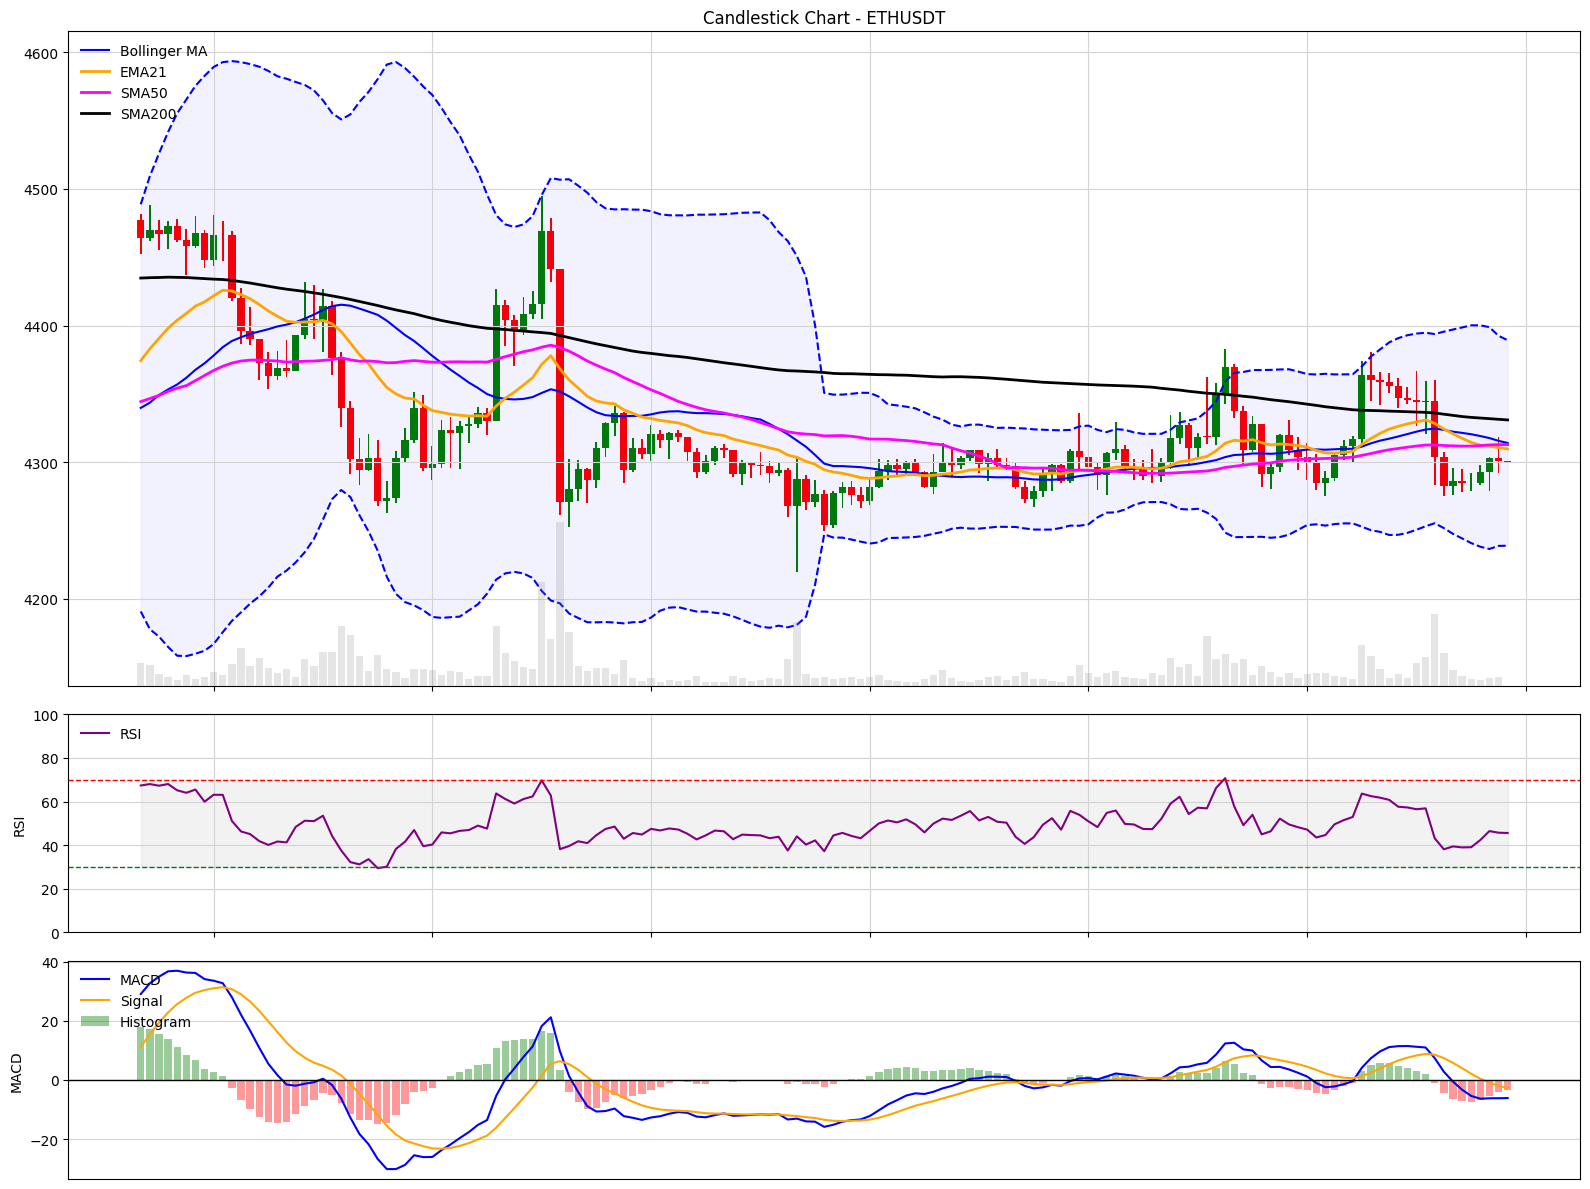 Candlestick Chart - ETHUSDT
Bollinger MA
EMA21
SMA50
SMA200
4600
4500
4400
4300
4200
RSI
100
80
60
40
20
0
RSI
MACD
Signal
Histogram
40
20
0
−20
MACD